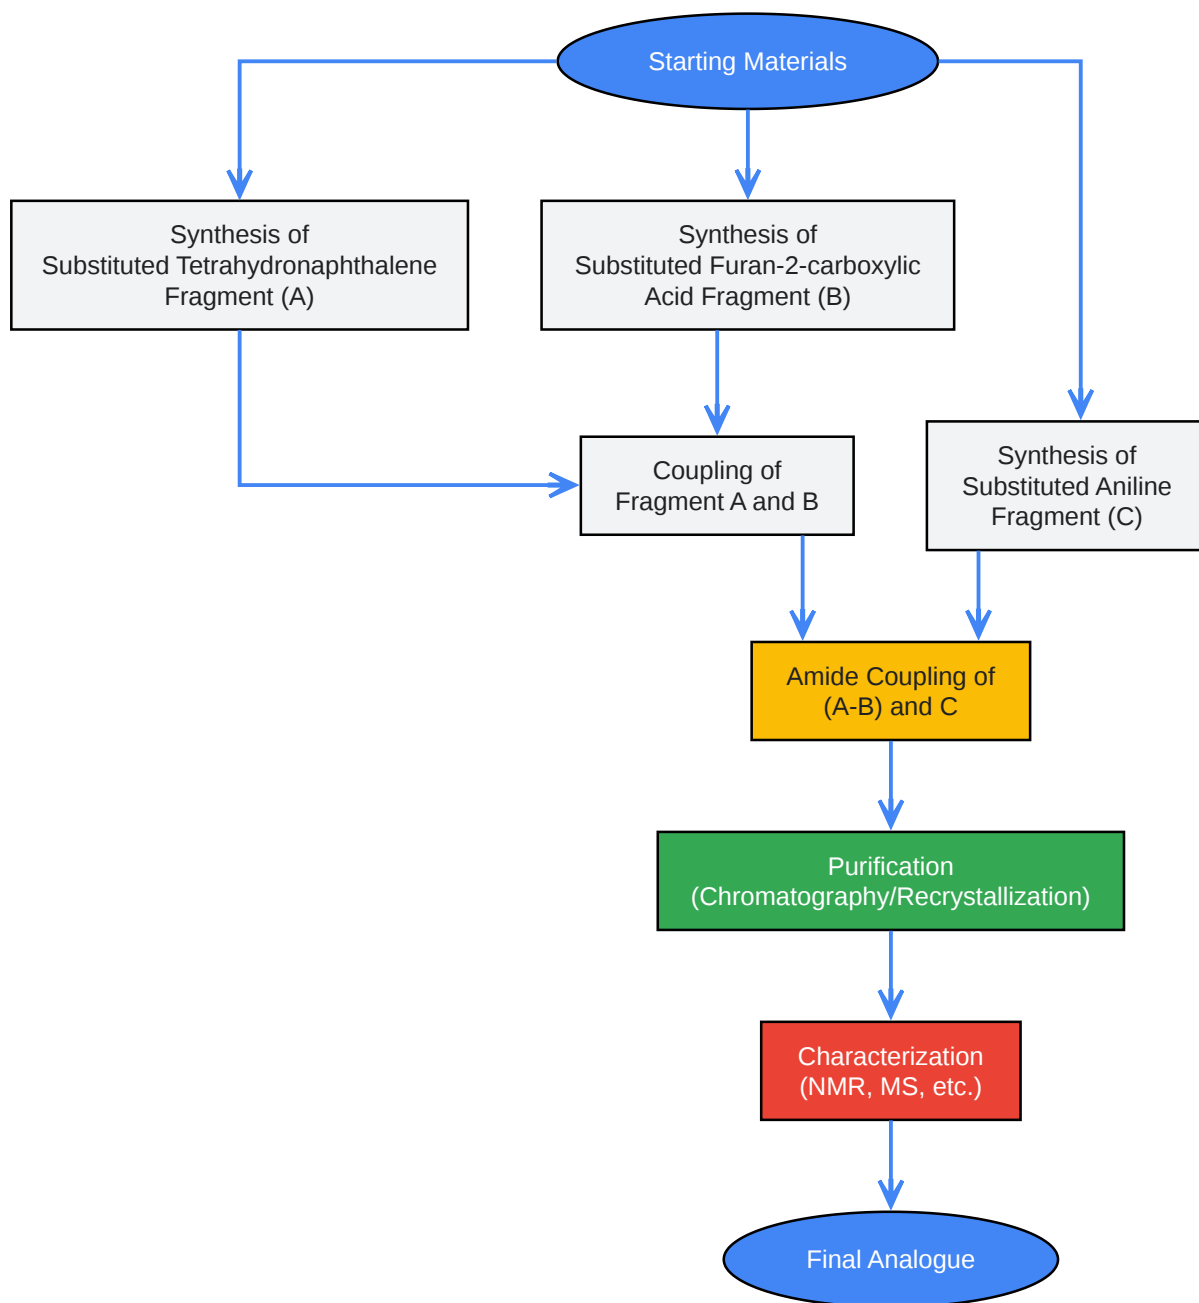 Starting Materials
Synthesis of
Substituted Tetrahydronaphthalene
Fragment (A)
Synthesis of
Substituted Furan-2-carboxylic
Acid Fragment (B)
Coupling of
Fragment A and B
Synthesis of
Substituted Aniline
Fragment (C)
Amide Coupling of
(A-B) and C
Purification
(Chromatography/Recrystallization)
Characterization
(NMR, MS, etc.)
Final Analogue